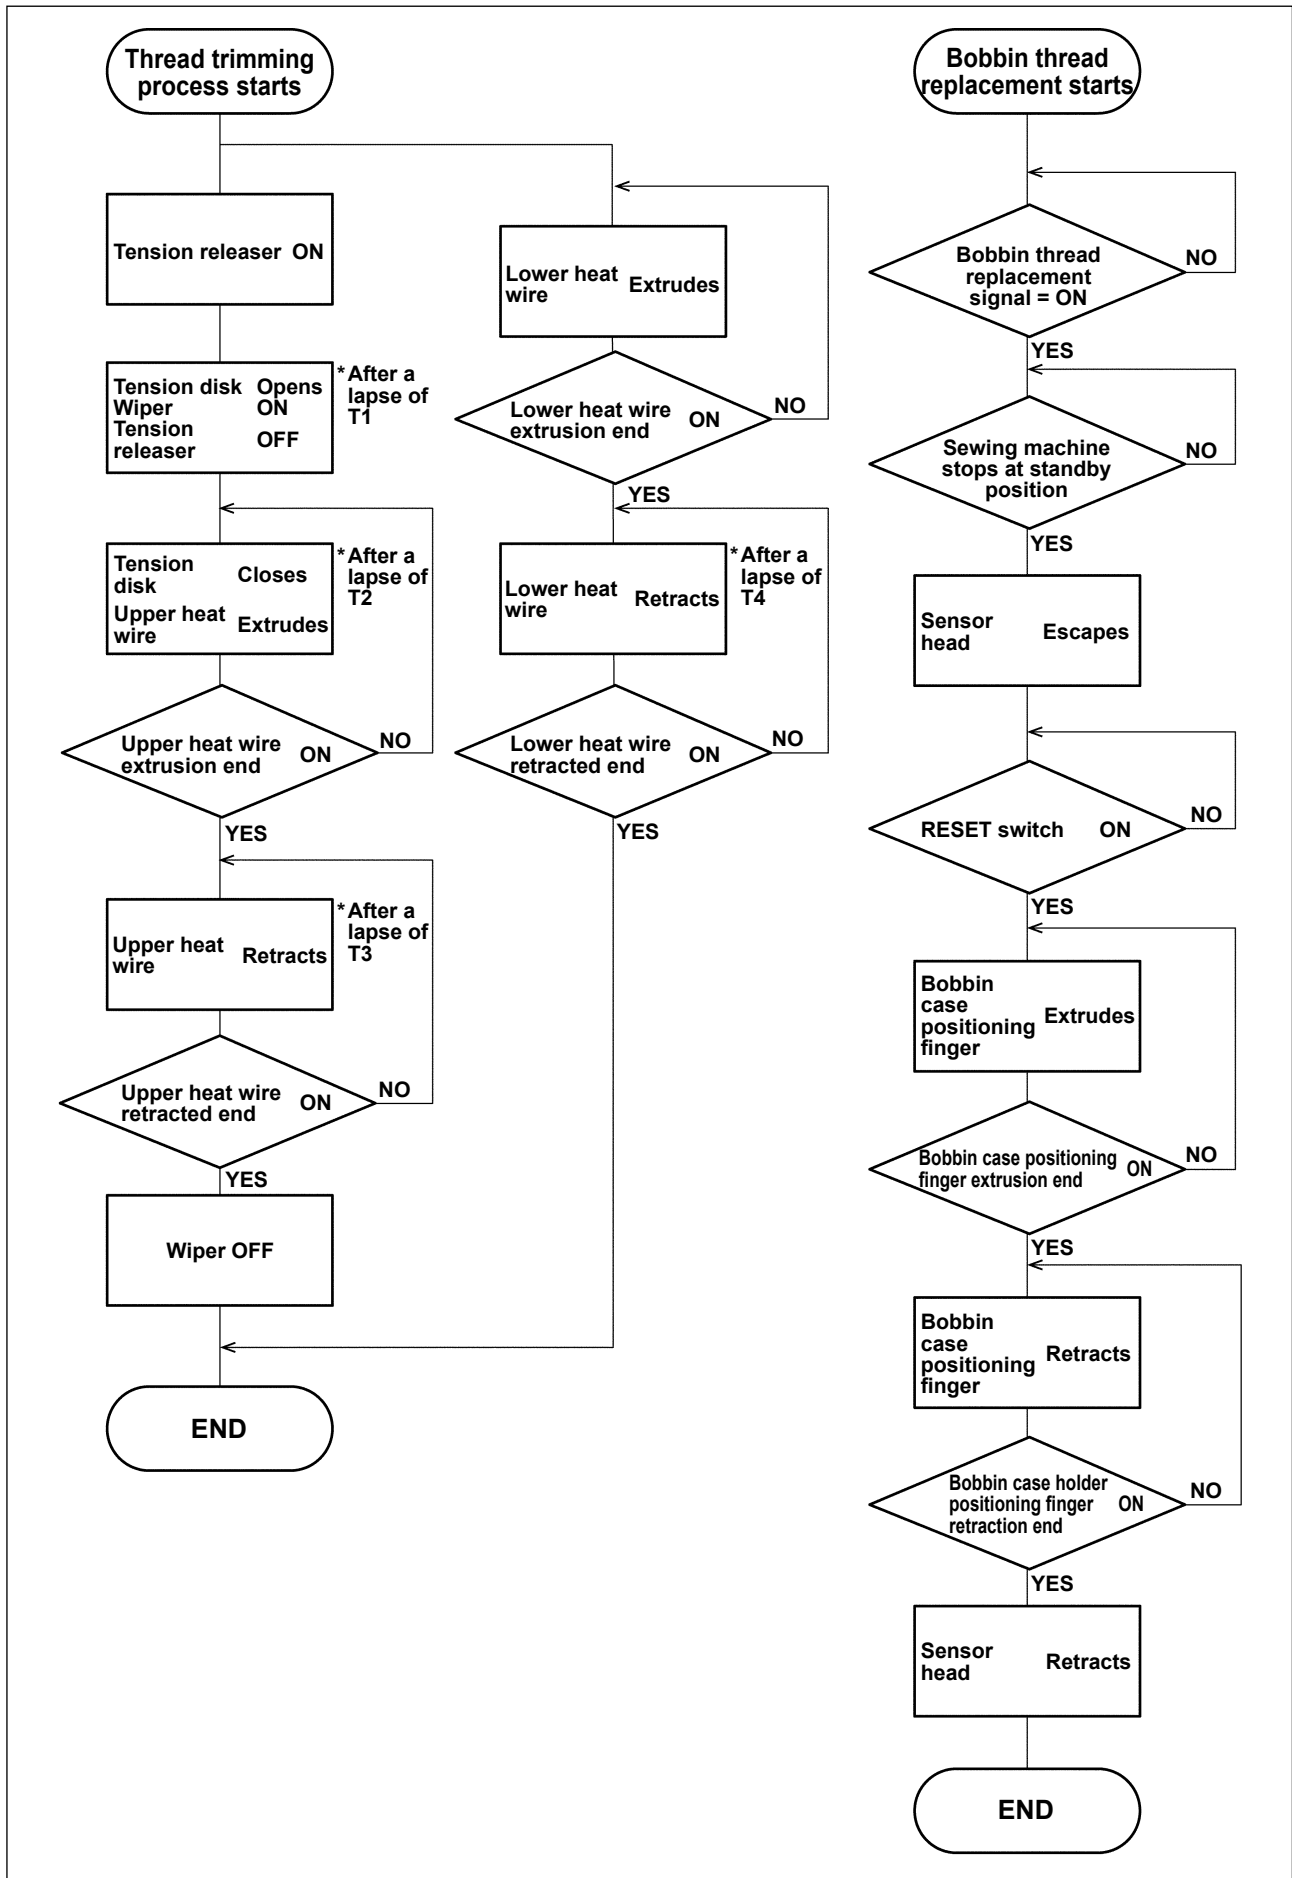 Thread trimming
process starts
Tension releaser ON
Tension disk Opens
Wiper ON
Tension
releaser OFF
* After a
lapse of
T1
Tension
disk Closes
Upper heat
wire Extrudes
* After a
lapse of
T2
Upper heat wire
extrusion end ON
NO
YES
Upper heat
wire Retracts
* After a
lapse of
T3
Upper heat wire
retracted end ON
NO
YES
Wiper OFF
END
Lower heat
wire Extrudes
Lower heat wire
extrusion end ON
NO
YES
Lower heat
wire Retracts
* After a
lapse of
T4
Lower heat wire
retracted end ON
NO
YES
Bobbin thread
replacement starts
Bobbin thread
replacement
signal = ON
NO
YES
Sewing machine
stops at standby
position
NO
YES
Sensor
head Escapes
RESET switch ON
NO
YES
Bobbin
case
positioning
finger Extrudes
Bobbin case positioning
finger extrusion end ON
NO
YES
Bobbin
case
positioning
finger Retracts
Bobbin case holder
positioning finger
retraction end ON
NO
YES
Sensor
head Retracts
END